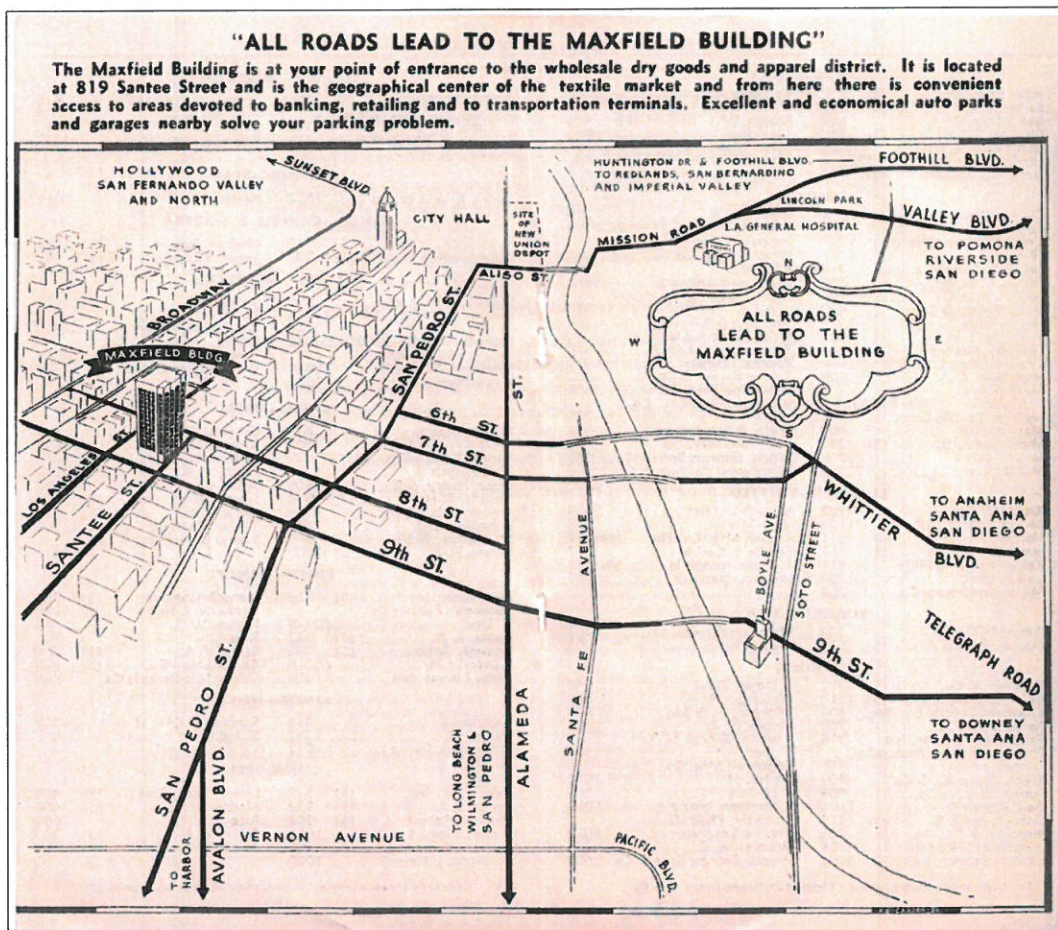 "ALL ROADS LEAD TO THE MAXFIELD BUILDING"
The Maxfield Building is at your point of entrance to the wholesale dry goods and apparel district. It is located
at 819 Santee Street and is the geographical center of the textile market and from here there is convenient
access to areas devoted to banking, retailing and to transportation terminals. Excellent and economical auto parks
and garages nearby solve your parking problem.
HOLLYWOOD
SAN FERNANDO VALLEY
AND NORTH
SUNSET BLVD.
CITY HALL
SITE
OF
NEW
UNION
DEPOT
HUNTINGTON DR & FOOTHILL BLVD.
TO REDLANDS, SAN BERNARDINO
AND IMPERIAL VALLEY
FOOTHILL BLVD.
LINCOLN PARK
MISSION ROAD
L.A. GENERAL HOSPITAL
VALLEY BLVD.
TO POMONA
RIVERSIDE
SAN DIEGO
ALISO ST.
BROADWAY
SAN PEDRO ST.
MAXFIELD BLDG.
N
W
E
S
ALL ROADS
LEAD TO THE
MAXFIELD BUILDING
ST.
6th ST.
7th ST.
8th ST.
9th ST.
LOS ANGELES ST.
SANTEE ST.
AVENUE
BOYLE AVE.
SOTO STREET
WHITTIER
BLVD.
TO ANAHEIM
SANTA ANA
SAN DIEGO
9th ST.
TELEGRAPH ROAD
TO DOWNEY
SANTA ANA
SAN DIEGO
SAN PEDRO ST.
AVALON BLVD.
TO
HARBOR
VERNON AVENUE
TO LONG BEACH
WILMINGTON &
SAN PEDRO
ALAMEDA
SANTA FE
PACIFIC BLVD.